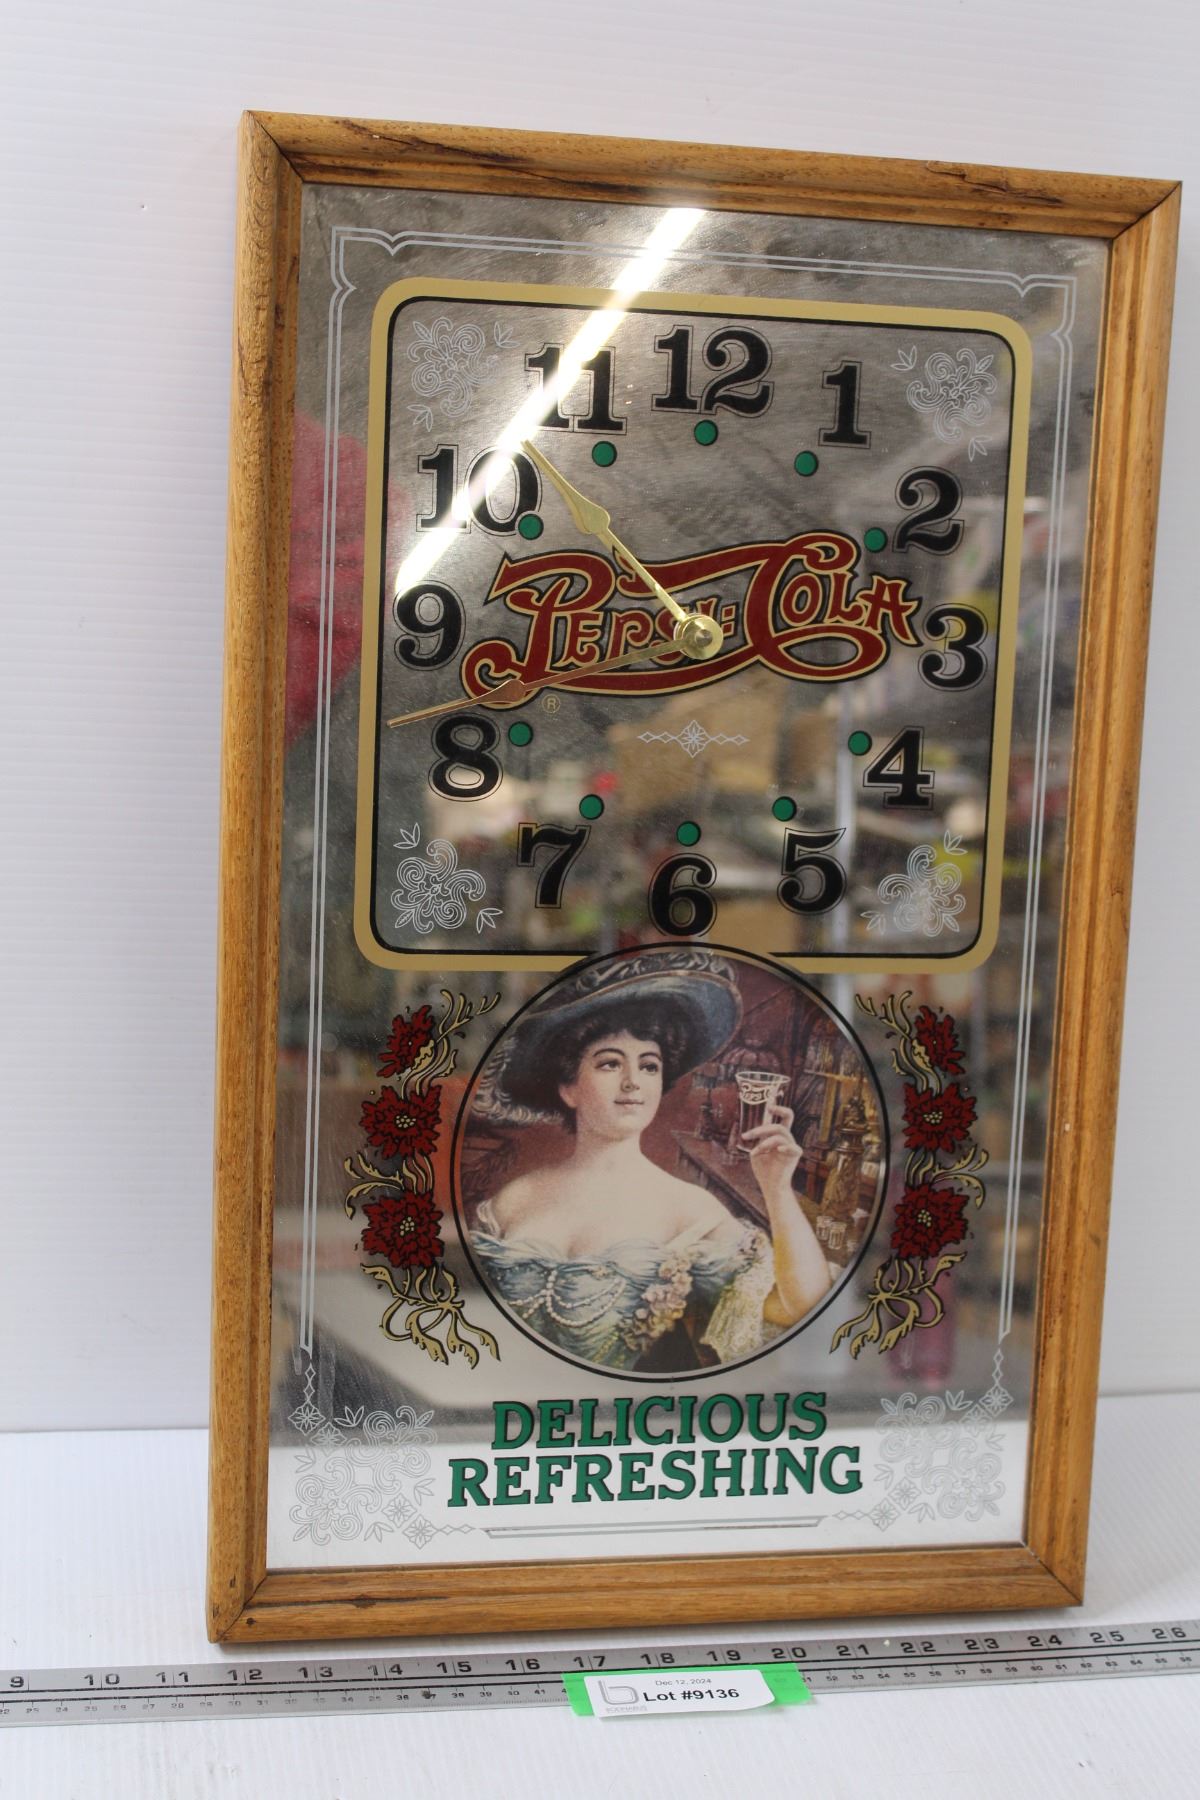 11 12 1
10 2
PEPSI:COLA
9 3
®
8 4
7 5
6
DELICIOUS
REFRESHING
9 10 11 12 13 14 15 16 17 18 19 20 21 22 23 24 25 26
Dec 12, 2024
Lot #9136